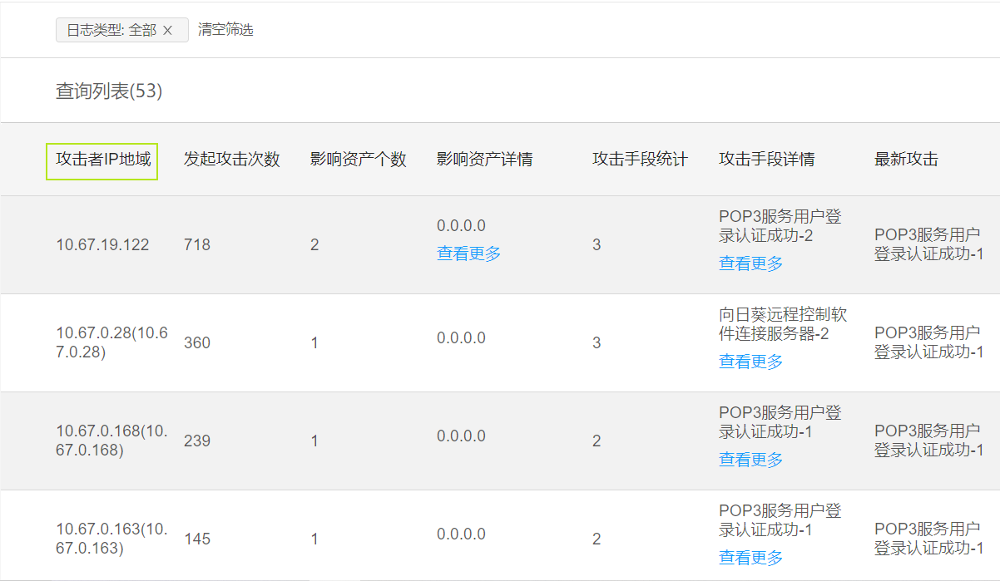 日志类型: 全部 ×
清空筛选
查询列表(53)
攻击者IP地域 发起攻击次数 影响资产个数 影响资产详情 攻击手段统计 攻击手段详情 最新攻击
10.67.19.122
718
2
0.0.0.0
查看更多
3
POP3服务用户登
录认证成功-2
查看更多
POP3服务用户
登录认证成功-1
10.67.0.28(10.6
7.0.28)
360
1
0.0.0.0
3
向日葵远程控制软
件连接服务器-2
查看更多
POP3服务用户
登录认证成功-1
10.67.0.168(10.
67.0.168)
239
1
0.0.0.0
2
POP3服务用户登
录认证成功-1
查看更多
POP3服务用户
登录认证成功-1
10.67.0.163(10.
67.0.163)
145
1
0.0.0.0
2
POP3服务用户登
录认证成功-1
查看更多
POP3服务用户
登录认证成功-1